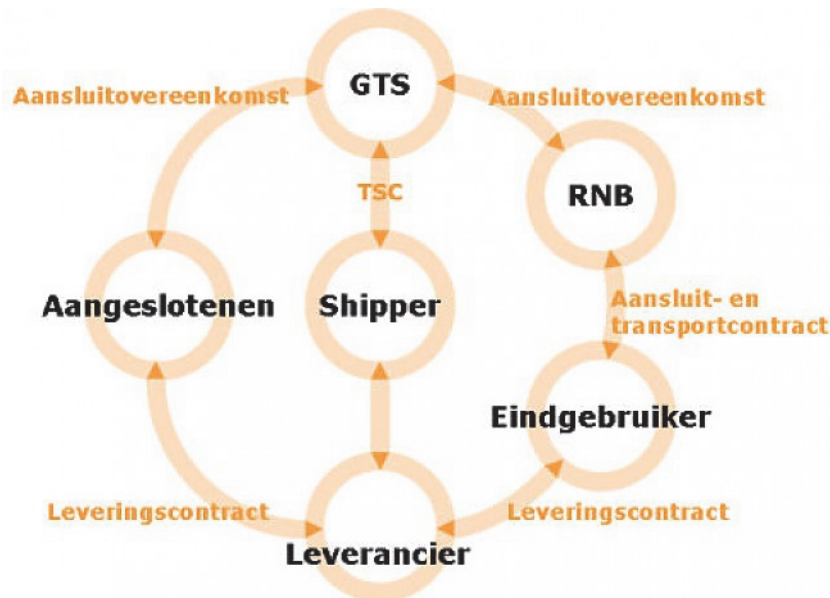 GTS
Aansluitovereenkomst
Aansluitovereenkomst
TSC
RNB
Aangeslotenen
Shipper
Aansluit- en
transportcontract
Eindgebruiker
Leveringscontract
Leveringscontract
Leverancier